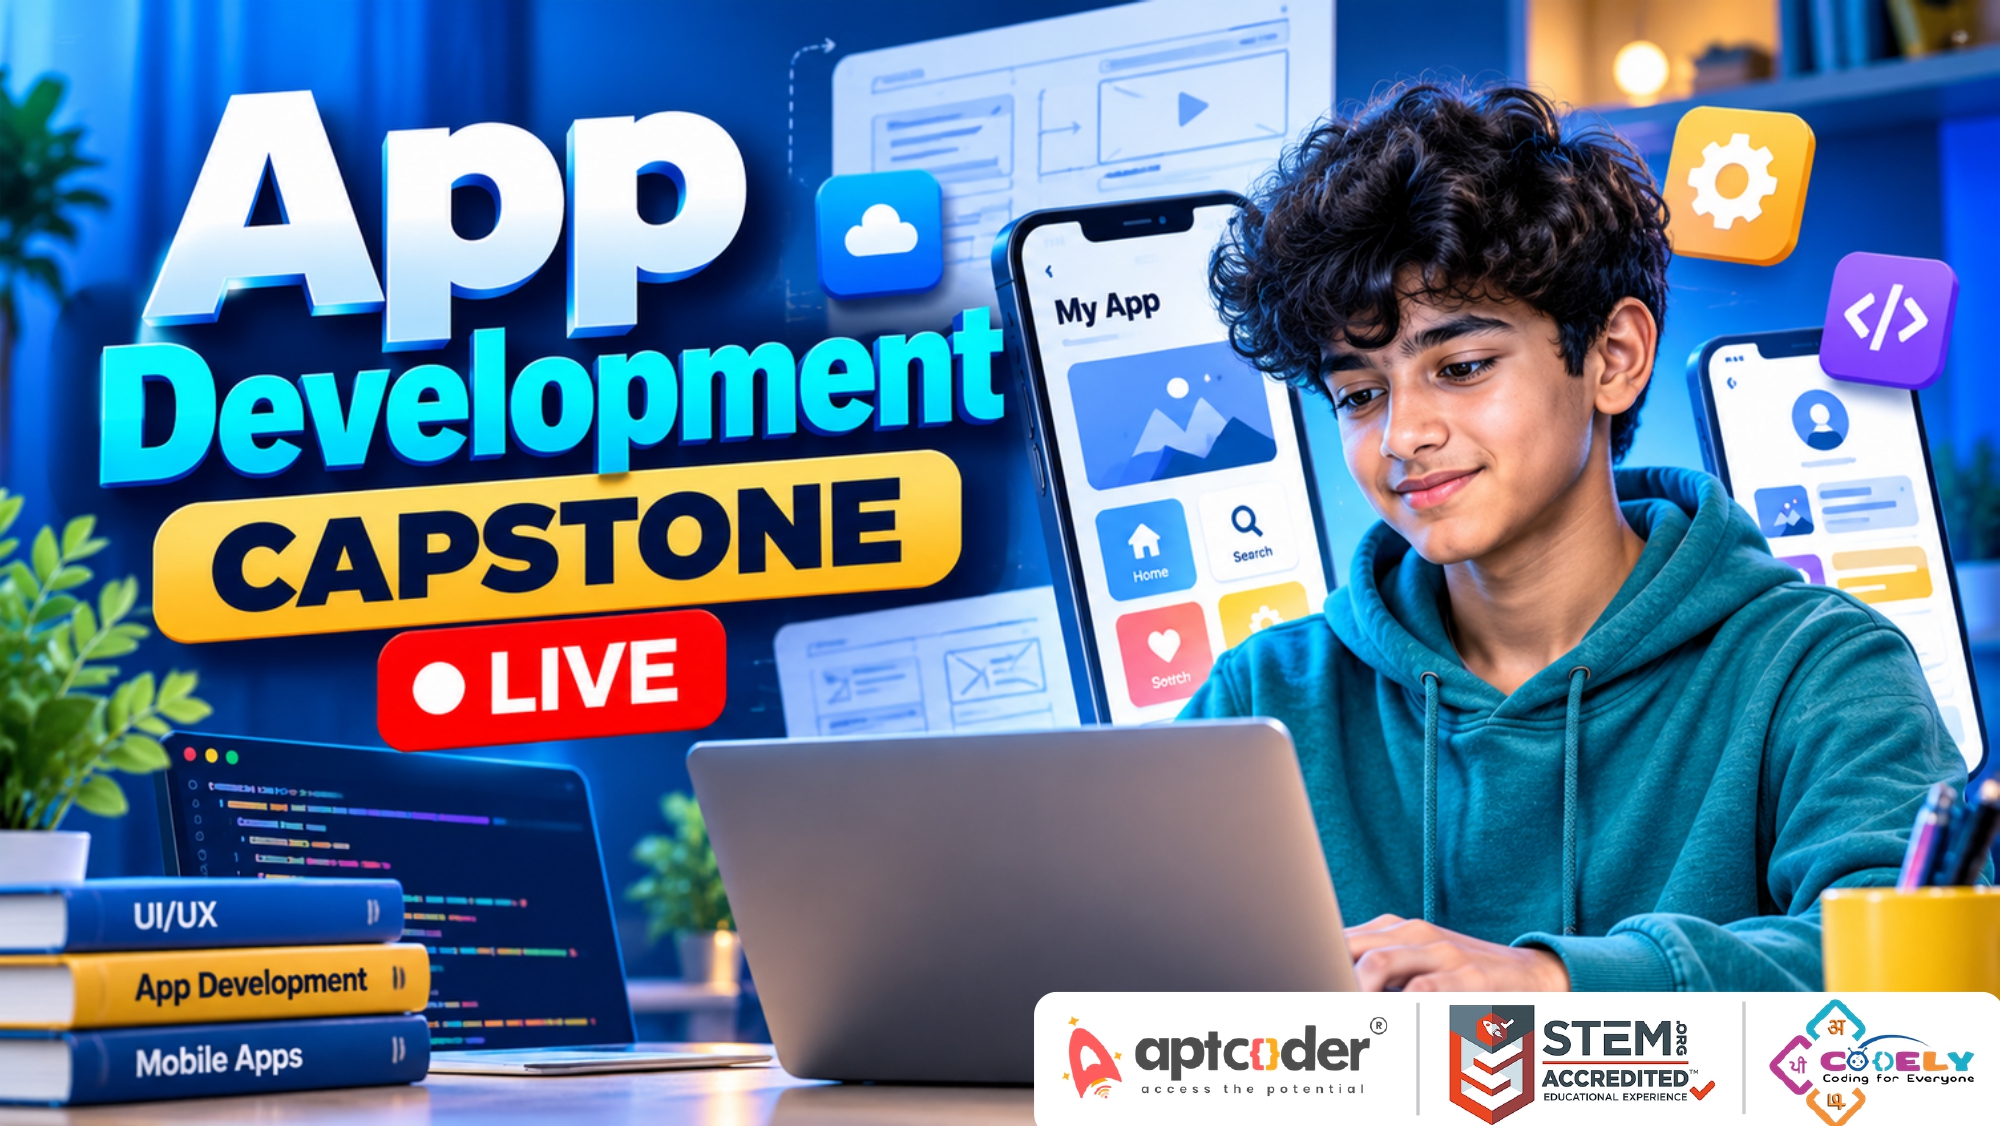 App
Development
CAPSTONE
LIVE
My App
Home
Search
Sotrch
UI/UX
App Development
Mobile Apps
aptcoder®
access the potential
STEM.ORG
ACCREDITED™
EDUCATIONAL EXPERIENCE
अ
पी
CODELY
Coding for Everyone